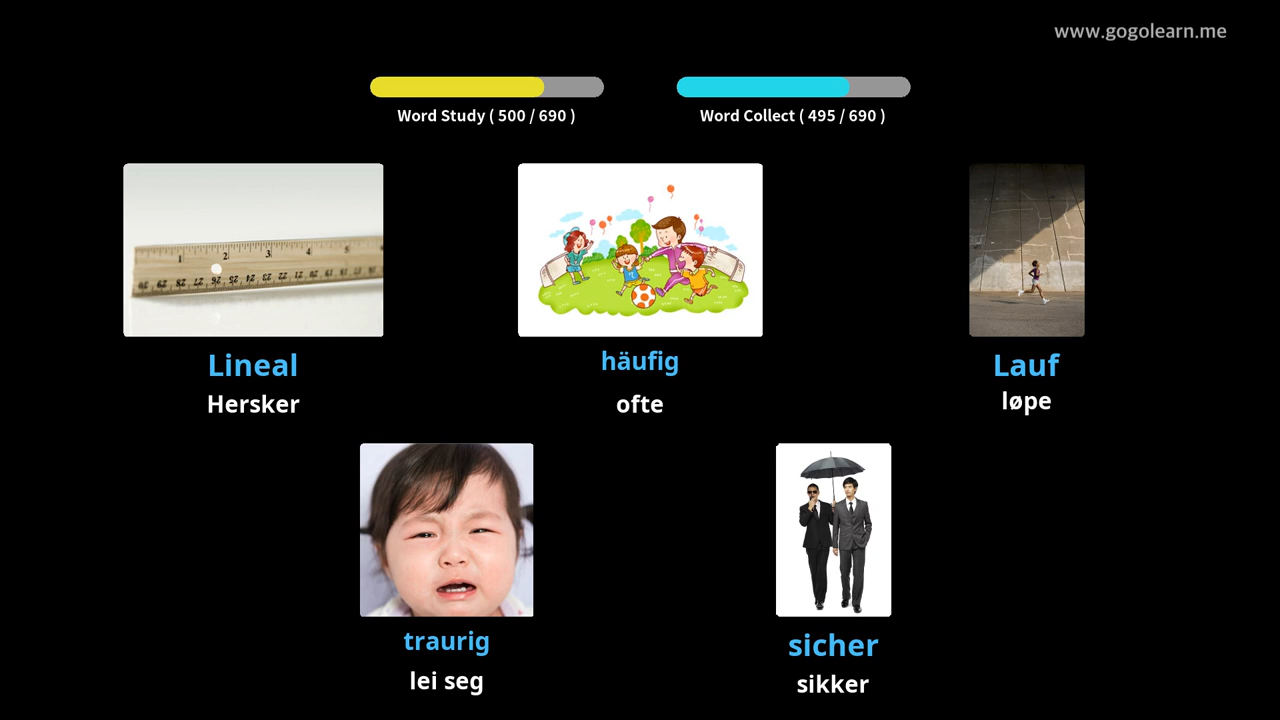 www.gogolearn.me
Word Study ( 500 / 690 )
Word Collect ( 495 / 690 )
Lineal
Hersker
häufig
ofte
Lauf
løpe
traurig
lei seg
sicher
sikker